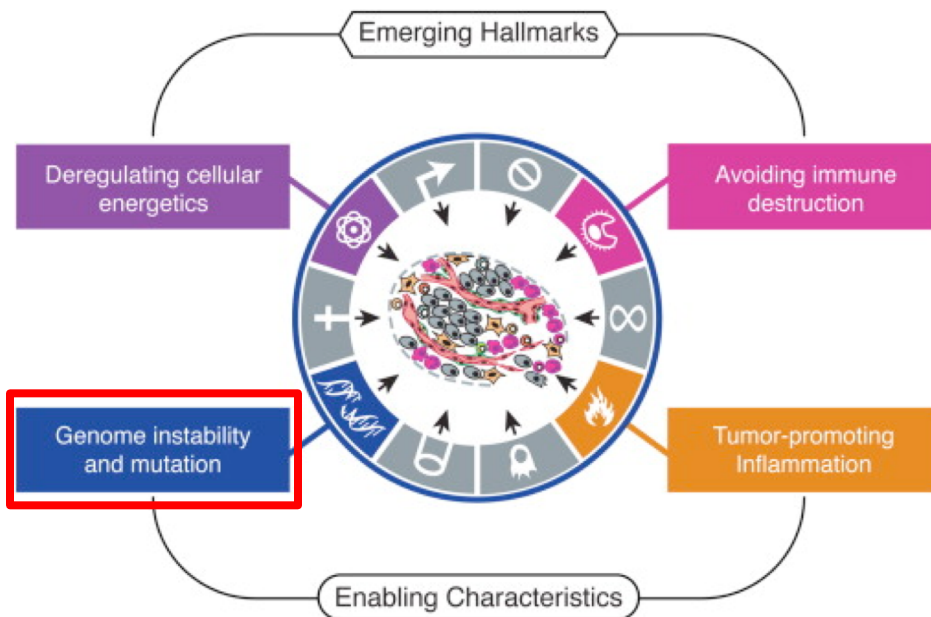 Emerging Hallmarks
Deregulating cellular
energetics
Avoiding immune
destruction
Genome instability
and mutation
Tumor-promoting
Inflammation
Enabling Characteristics